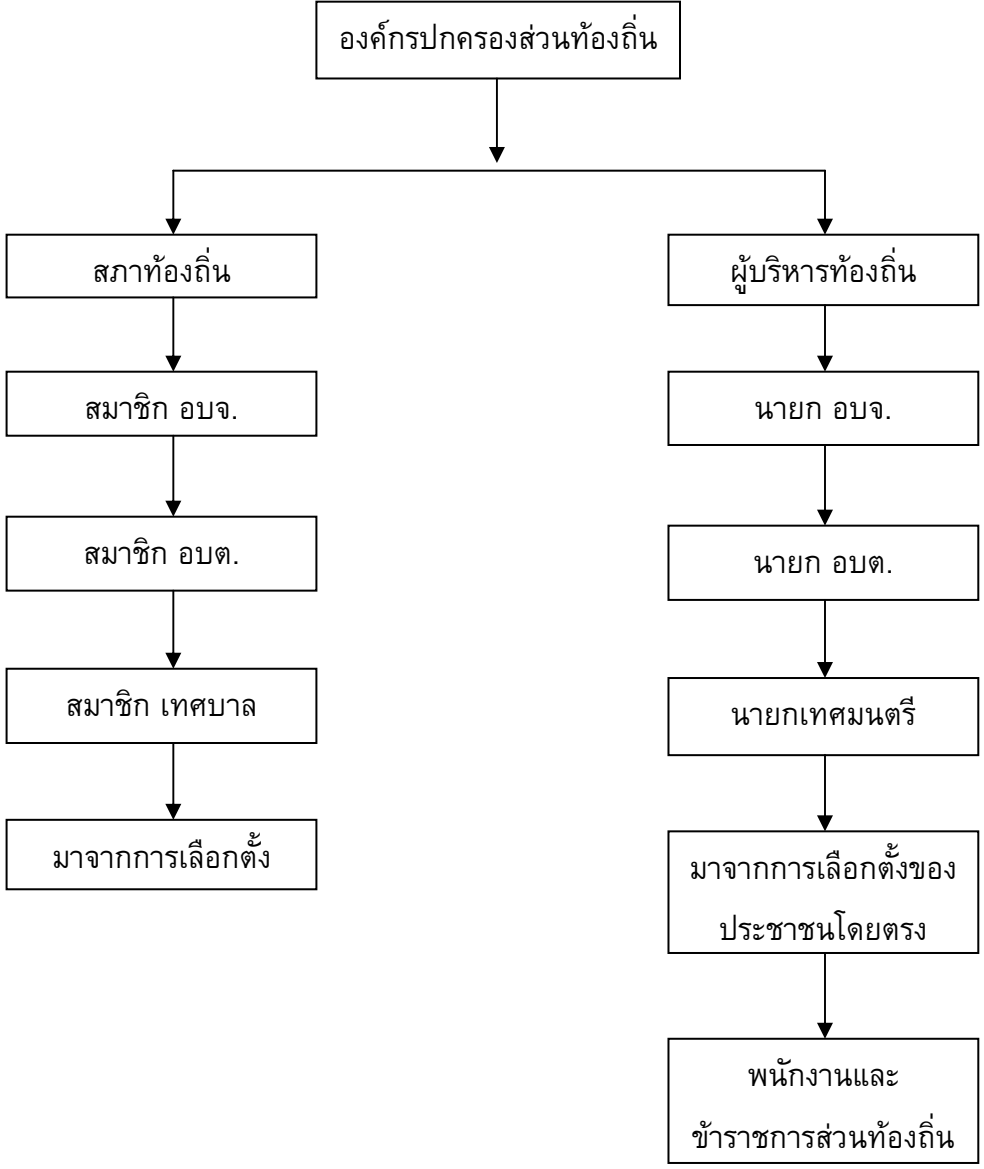 องค์กรปกครองส่วนท้องถิ่น
สภาท้องถิ่น
สมาชิก อบจ.
สมาชิก อบต.
สมาชิก เทศบาล
มาจากการเลือกตั้ง
ผู้บริหารท้องถิ่น
นายก อบจ.
นายก อบต.
นายกเทศมนตรี
มาจากการเลือกตั้งของ
ประชาชนโดยตรง
พนักงานและ
ข้าราชการส่วนท้องถิ่น